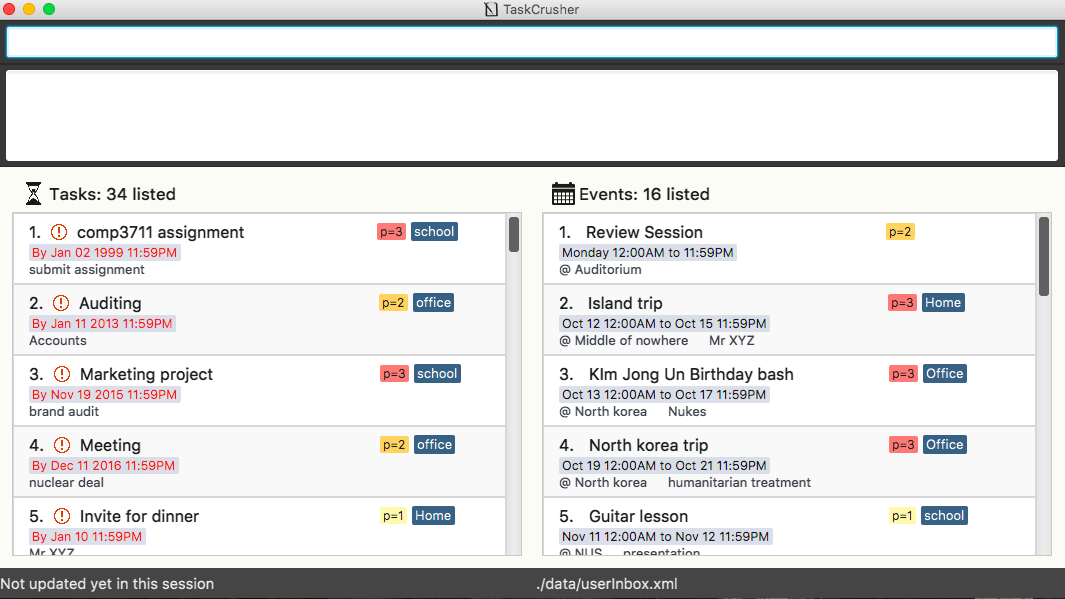 TaskCrusher
Tasks: 34 listed
1. comp3711 assignment p=3 school
By Jan 02 1999 11:59PM
submit assignment
2. Auditing p=2 office
By Jan 11 2013 11:59PM
Accounts
3. Marketing project p=3 school
By Nov 19 2015 11:59PM
brand audit
4. Meeting p=2 office
By Dec 11 2016 11:59PM
nuclear deal
5. Invite for dinner p=1 Home
By Jan 10 11:59PM
Mr XYZ
Events: 16 listed
1. Review Session p=2
Monday 12:00AM to 11:59PM
@ Auditorium
2. Island trip p=3 Home
Oct 12 12:00AM to Oct 15 11:59PM
@ Middle of nowhere Mr XYZ
3. KIm Jong Un Birthday bash p=3 Office
Oct 13 12:00AM to Oct 17 11:59PM
@ North korea Nukes
4. North korea trip p=3 Office
Oct 19 12:00AM to Oct 21 11:59PM
@ North korea humanitarian treatment
5. Guitar lesson p=1 school
Nov 11 12:00AM to Nov 12 11:59PM
@ NUS presentation
Not updated yet in this session
./data/userInbox.xml